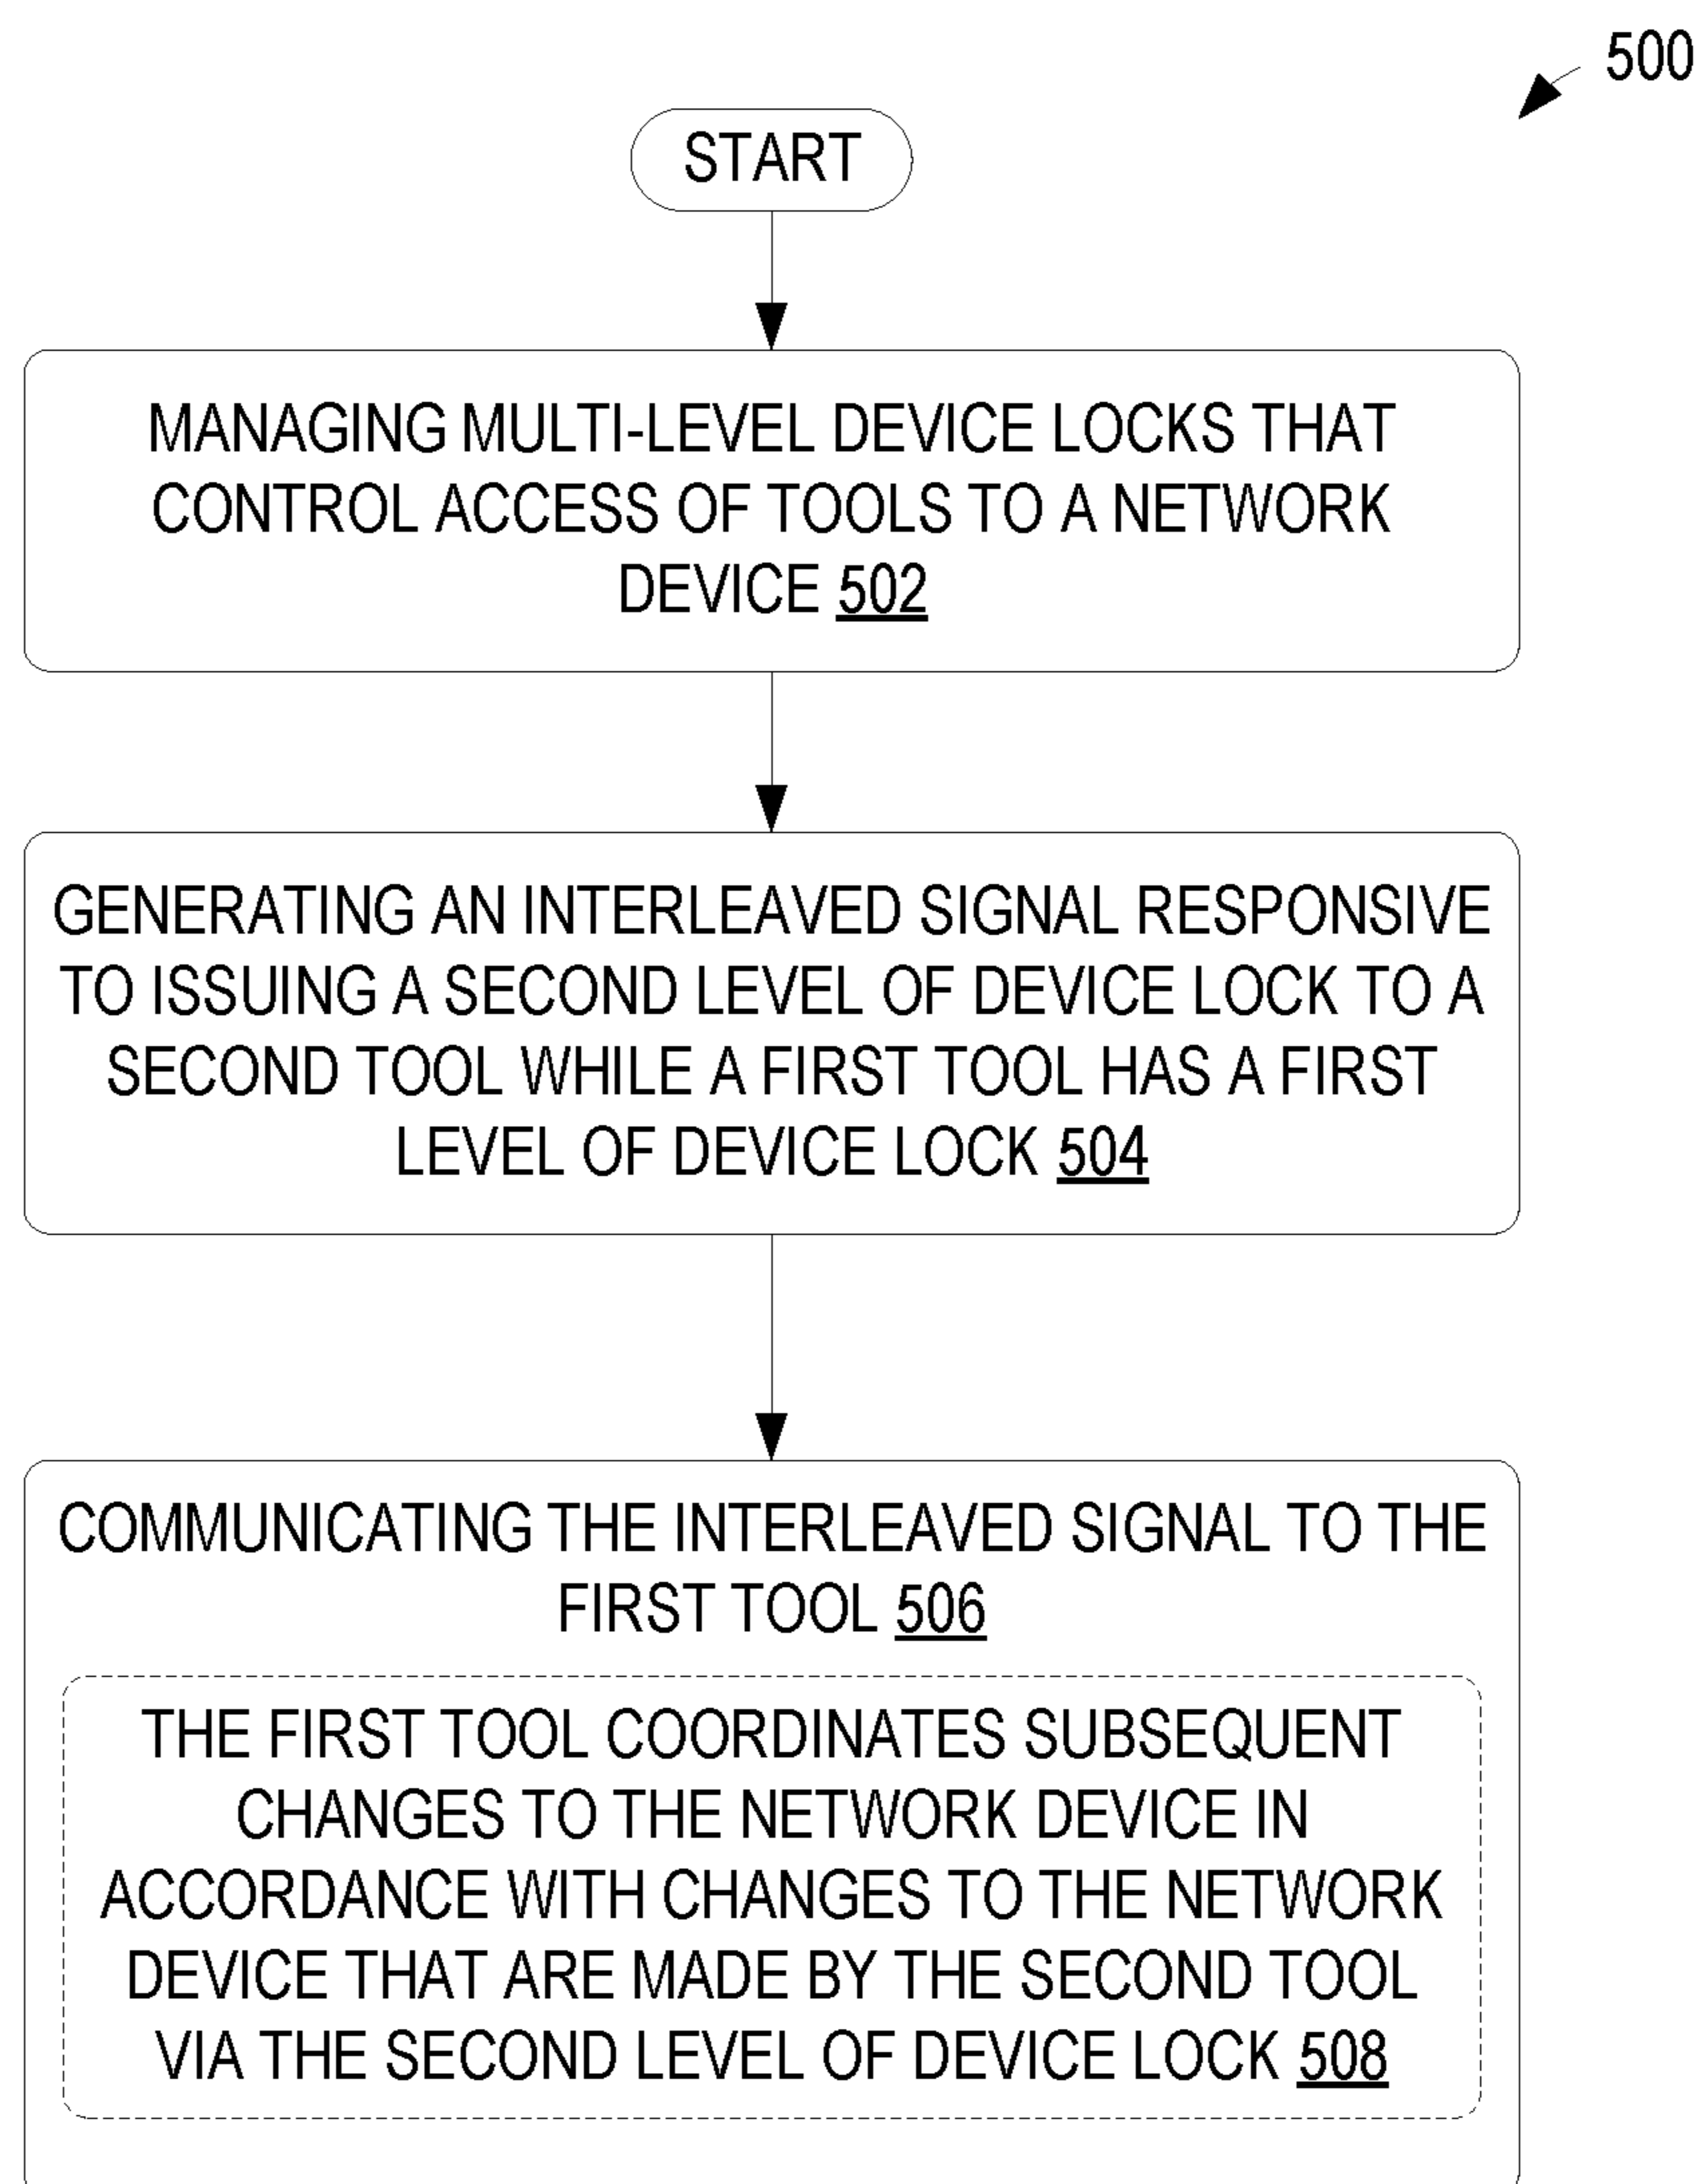 500
START
MANAGING MULTI-LEVEL DEVICE LOCKS THAT
CONTROL ACCESS OF TOOLS TO A NETWORK
DEVICE 502
GENERATING AN INTERLEAVED SIGNAL RESPONSIVE
TO ISSUING A SECOND LEVEL OF DEVICE LOCK TO A
SECOND TOOL WHILE A FIRST TOOL HAS A FIRST
LEVEL OF DEVICE LOCK 504
COMMUNICATING THE INTERLEAVED SIGNAL TO THE
FIRST TOOL 506
THE FIRST TOOL COORDINATES SUBSEQUENT
CHANGES TO THE NETWORK DEVICE IN
ACCORDANCE WITH CHANGES TO THE NETWORK
DEVICE THAT ARE MADE BY THE SECOND TOOL
VIA THE SECOND LEVEL OF DEVICE LOCK 508